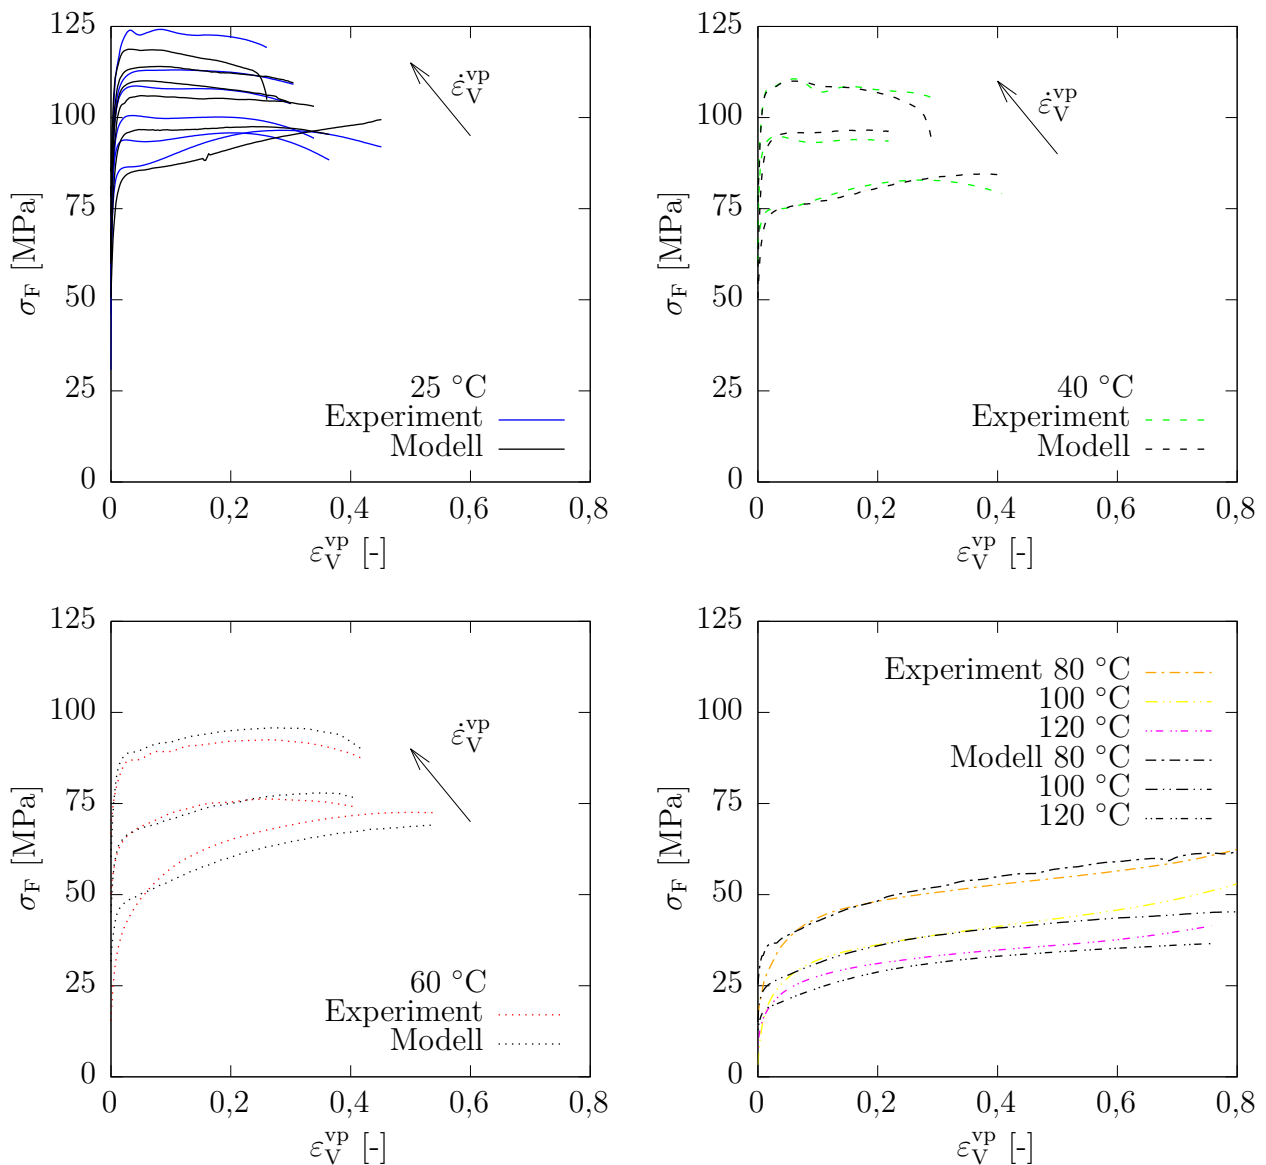 125
100
75
50
25
0
σF [MPa]
ε̇Vvp
25 °C
Experiment
Modell
0 0,2 0,4 0,6 0,8
εVvp [-]
125
100
75
50
25
0
σF [MPa]
ε̇Vvp
40 °C
Experiment
Modell
0 0,2 0,4 0,6 0,8
εVvp [-]
125
100
75
50
25
0
σF [MPa]
ε̇Vvp
60 °C
Experiment
Modell
0 0,2 0,4 0,6 0,8
εVvp [-]
125
100
75
50
25
0
σF [MPa]
Experiment 80 °C
100 °C
120 °C
Modell 80 °C
100 °C
120 °C
0 0,2 0,4 0,6 0,8
εVvp [-]